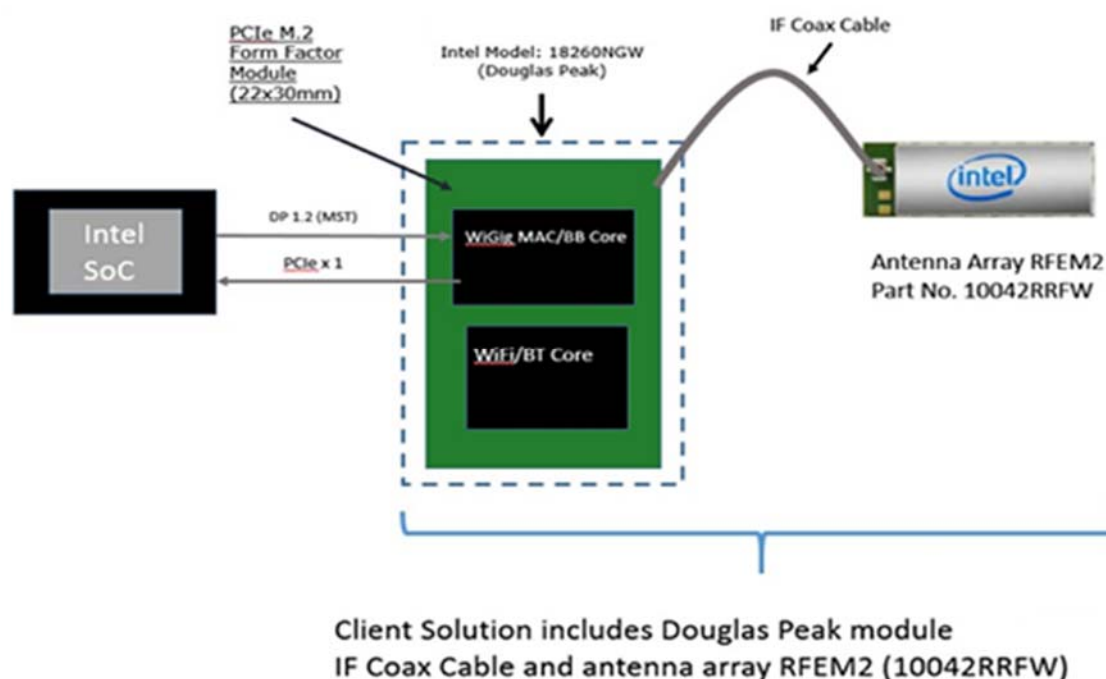 PCIe M.2
Form Factor
Module
(22x30mm)
Intel Model: 18260NGW
(Douglas Peak)
IF Coax Cable
intel
Intel
SoC
DP 1.2 (MST)
PCIe x 1
WiGig MAC/BB Core
WiFi/BT Core
Antenna Array RFEM2
Part No. 10042RRFW
Client Solution includes Douglas Peak module
IF Coax Cable and antenna array RFEM2 (10042RRFW)